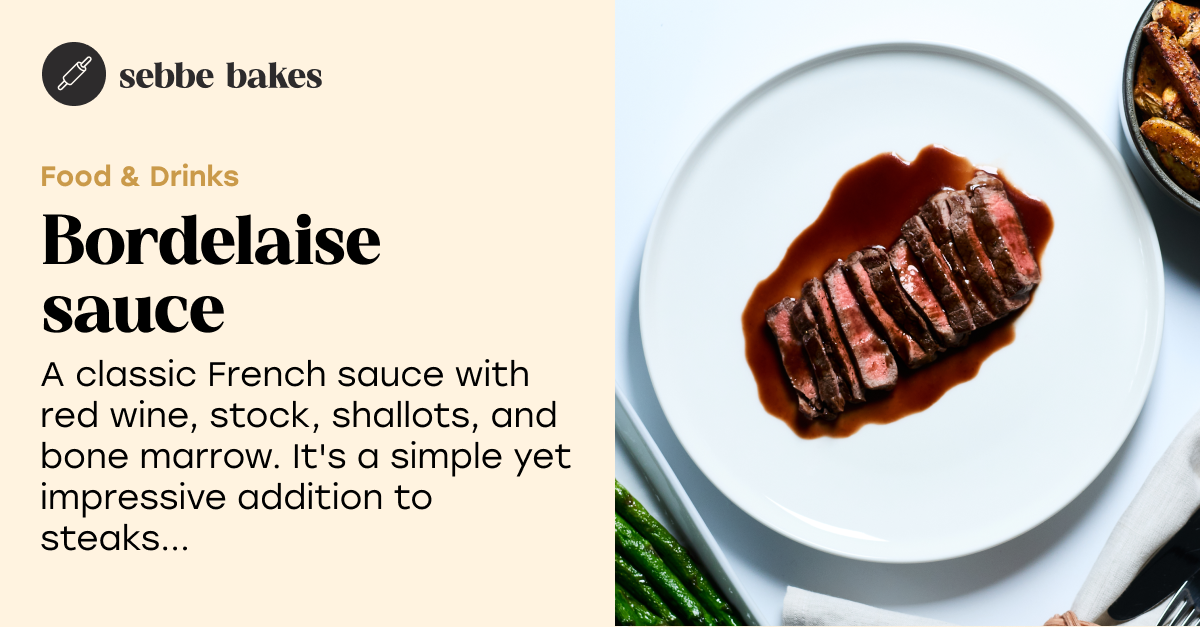 sebbe bakes
Food & Drinks
Bordelaise
sauce
A classic French sauce with
red wine, stock, shallots, and
bone marrow. It's a simple yet
impressive addition to
steaks...